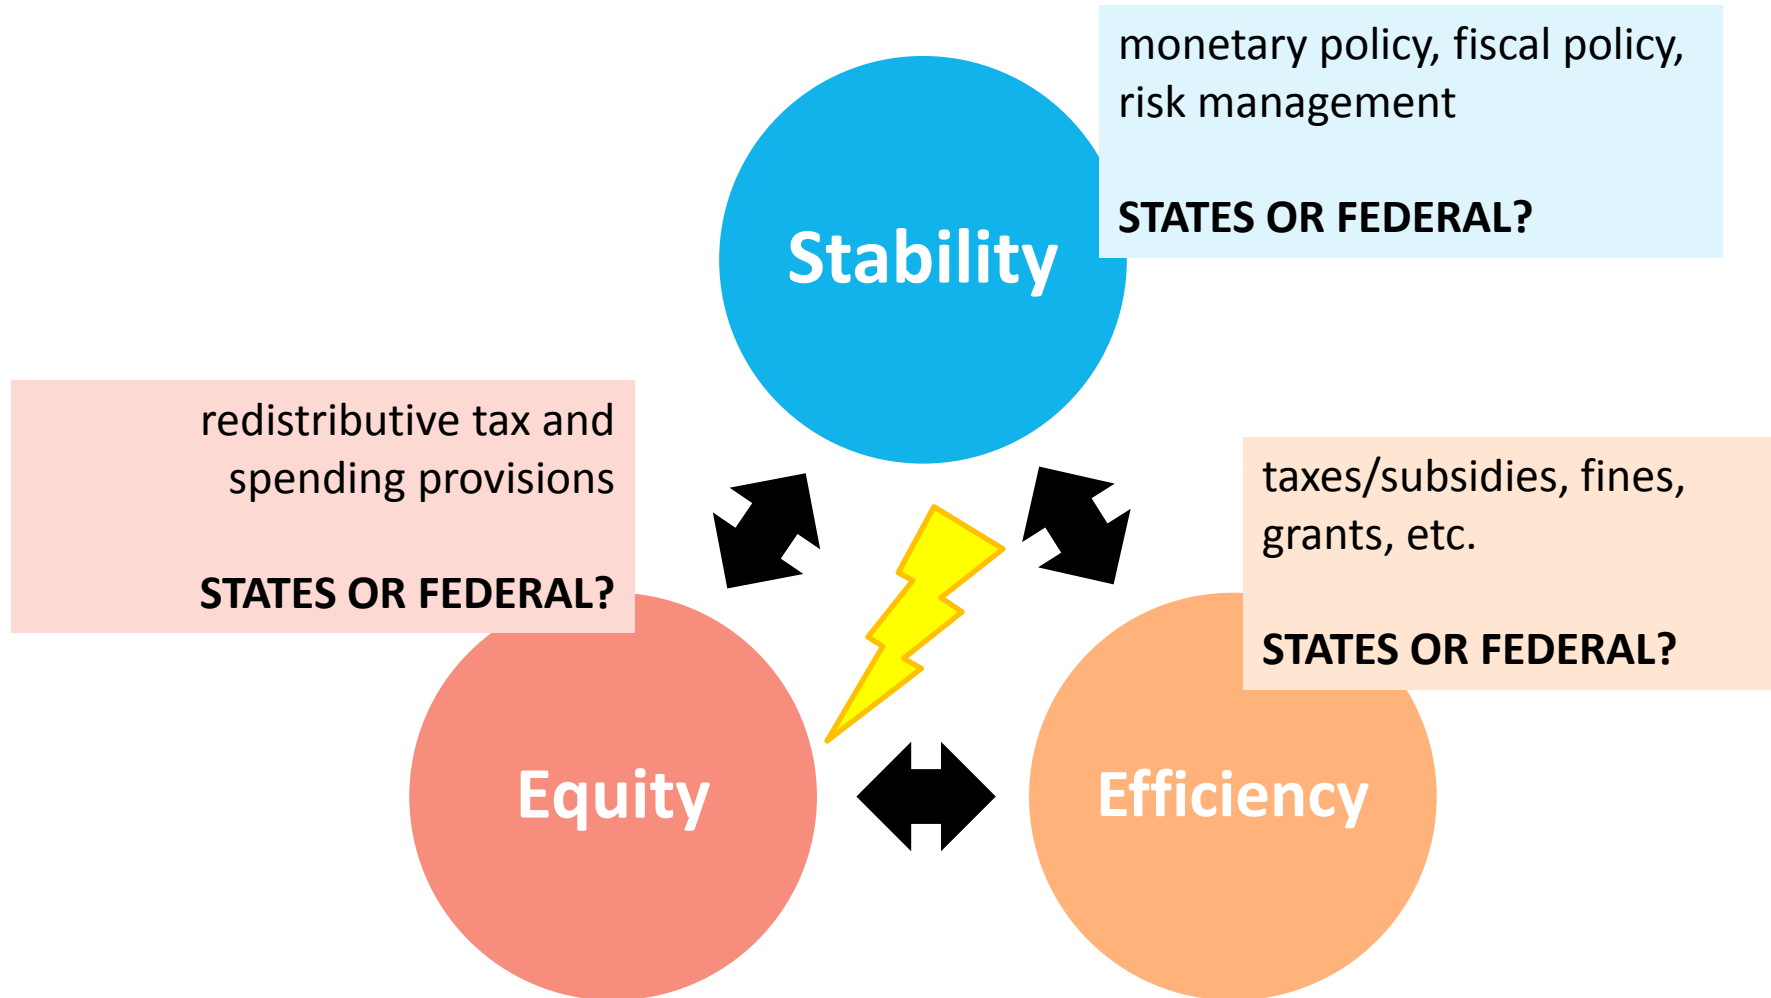 monetary policy, fiscal policy,
risk management
STATES OR FEDERAL?
Stability
redistributive tax and
spending provisions
STATES OR FEDERAL?
taxes/subsidies, fines,
grants, etc.
STATES OR FEDERAL?
Equity
Efficiency